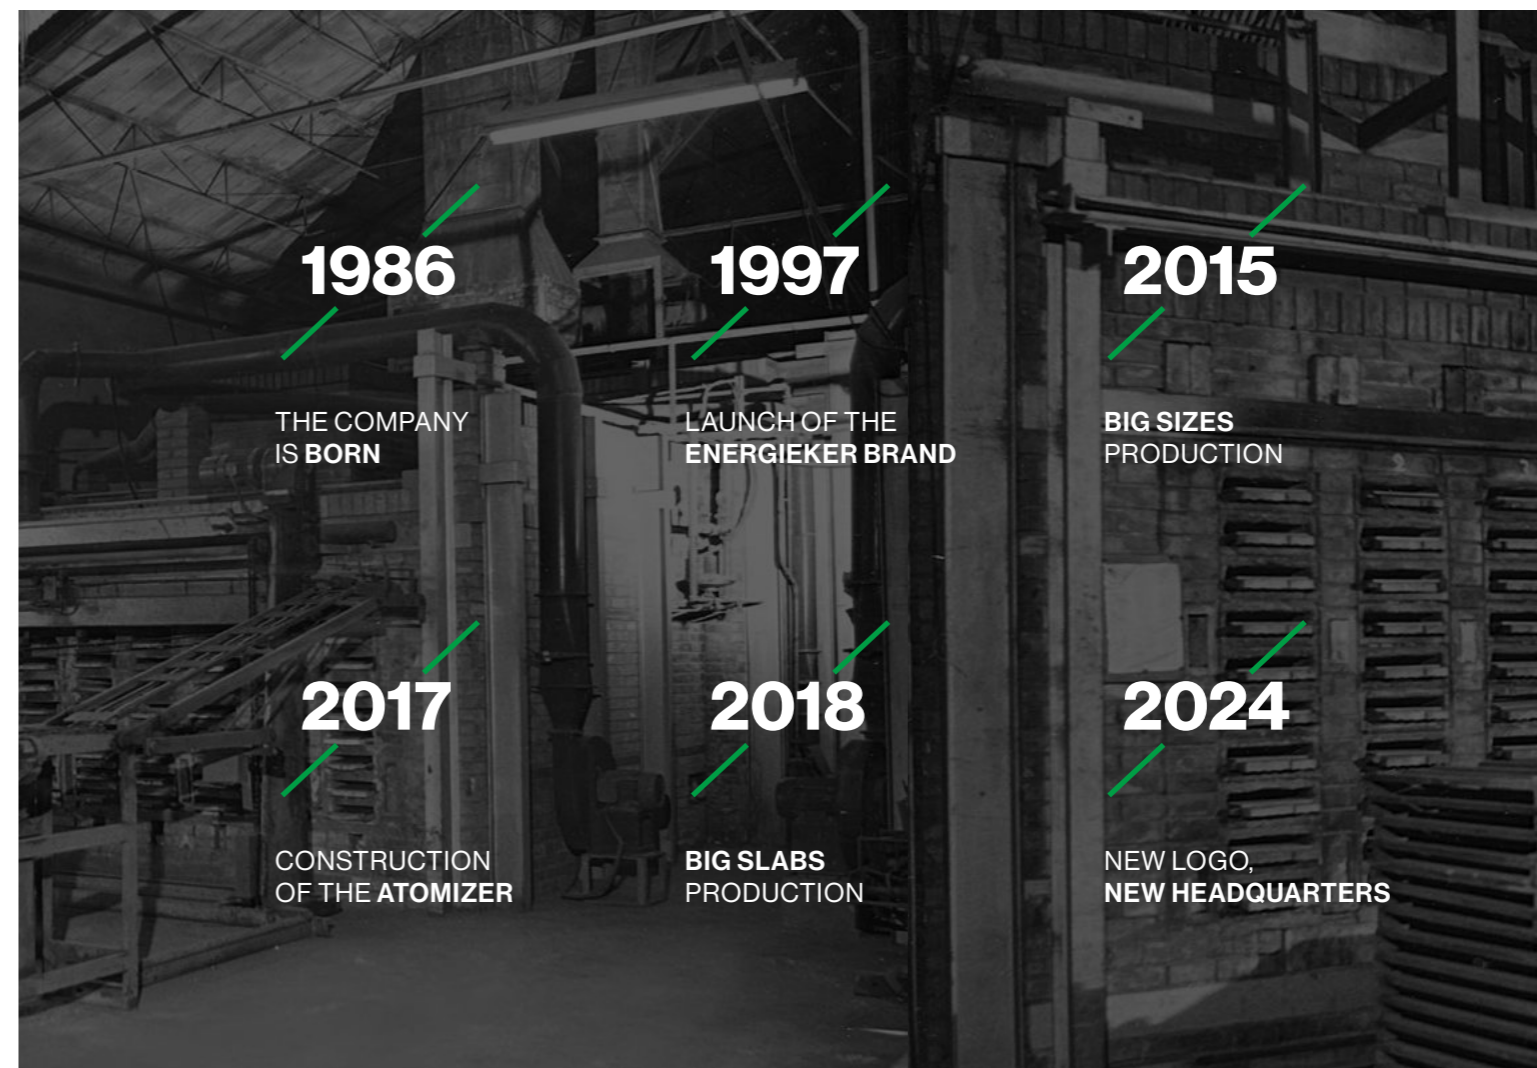 1986
THE COMPANY
IS BORN
1997
LAUNCH OF THE
ENERGIEKER BRAND
2015
BIG SIZES
PRODUCTION
2017
CONSTRUCTION
OF THE ATOMIZER
2018
BIG SLABS
PRODUCTION
2024
NEW LOGO,
NEW HEADQUARTERS